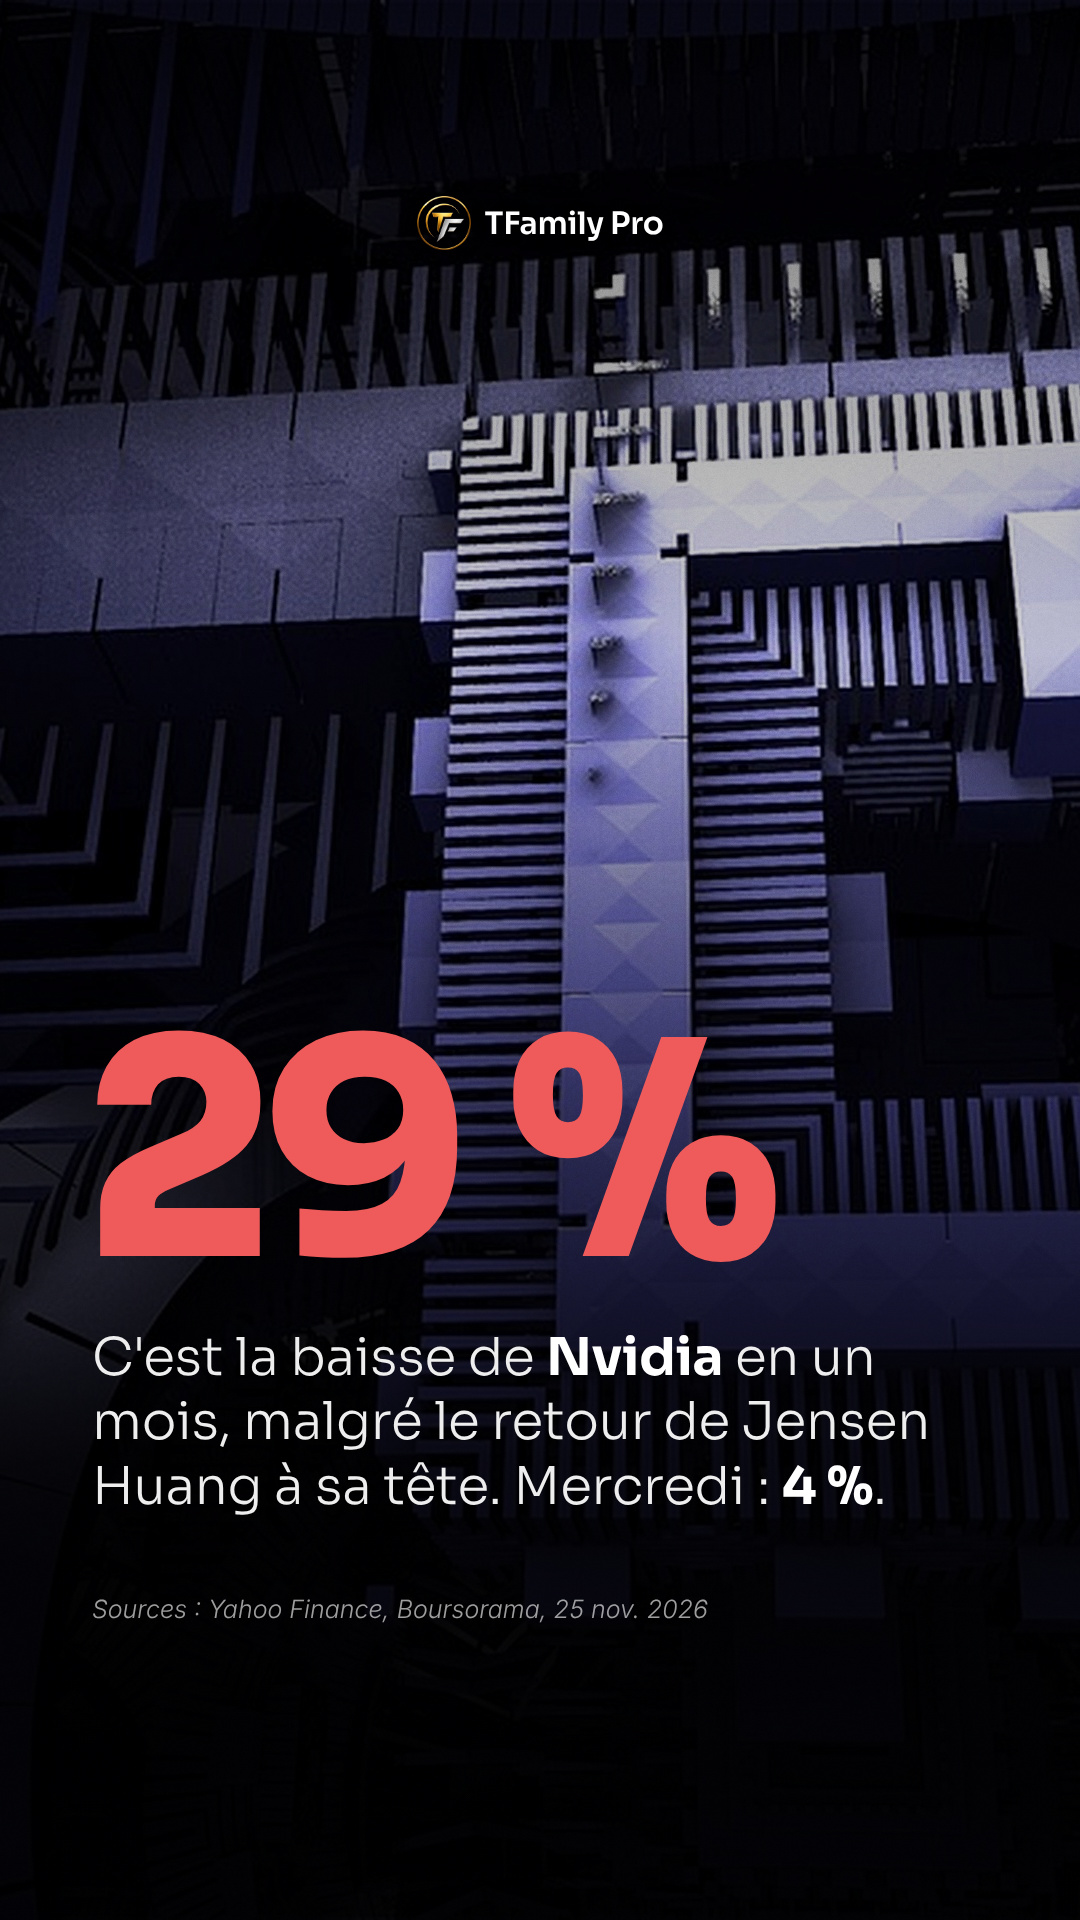 TFamily Pro
29 %
C'est la baisse de Nvidia en un
mois, malgré le retour de Jensen
Huang à sa tête. Mercredi : 4 %.
Sources : Yahoo Finance, Boursorama, 25 nov. 2026